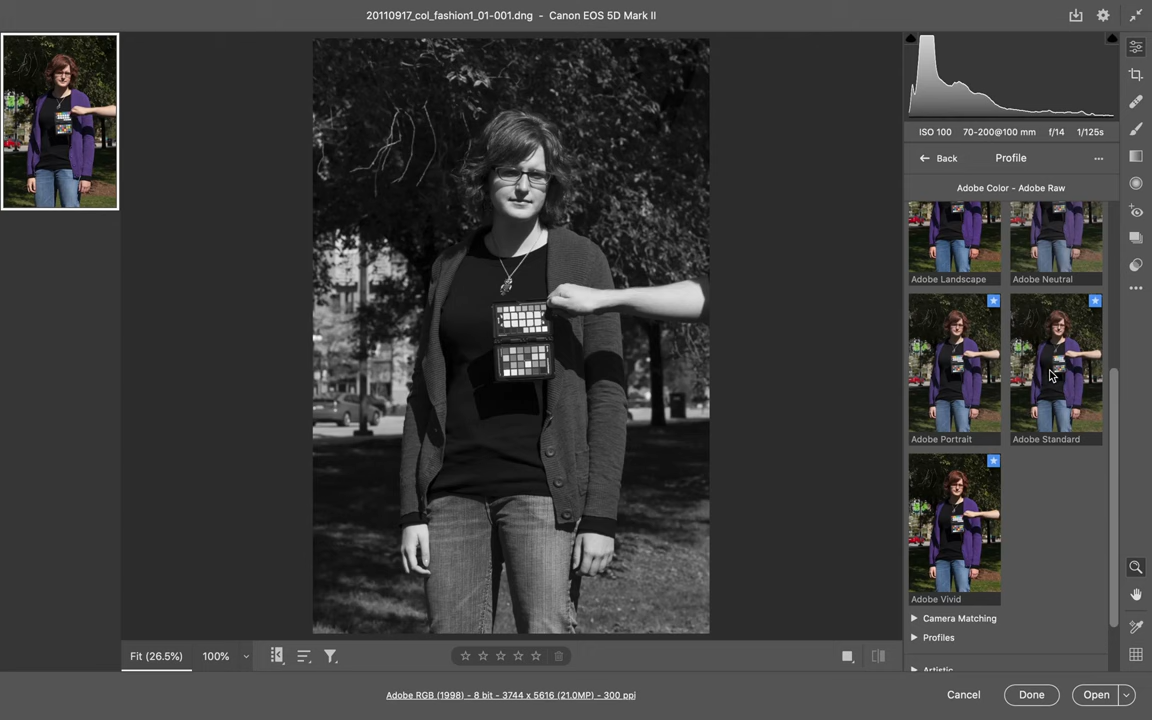 20110917_col_fashion1_01-001.dng - Canon EOS 5D Mark II
ISO 100 70-200@100 mm f/14 1/125s
Back Profile
Adobe Color - Adobe Raw
Adobe Landscape Adobe Neutral
Adobe Portrait Adobe Standard
Adobe Vivid
Camera Matching
Profiles
Artistic
Fit (26.5%) 100%
Adobe RGB (1998) - 8 bit - 3744 x 5616 (21.0MP) - 300 ppi
Cancel Done Open